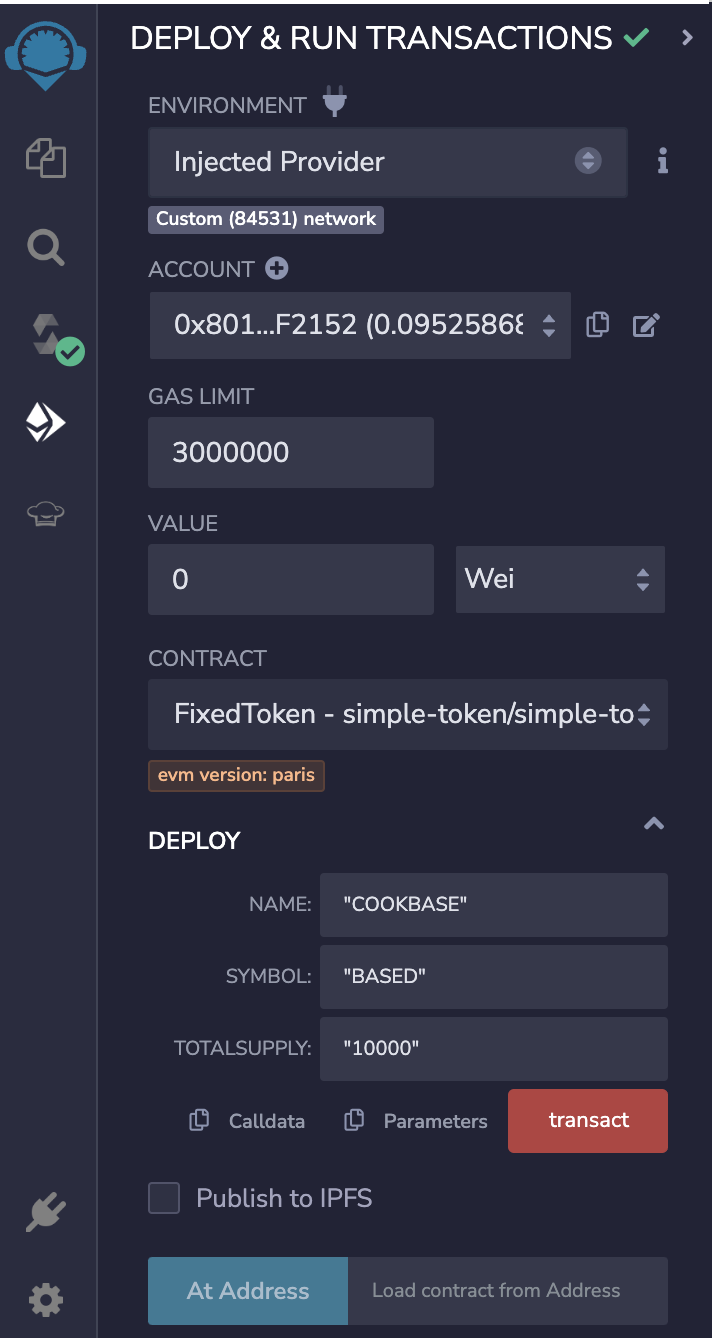 DEPLOY & RUN TRANSACTIONS
ENVIRONMENT
Injected Provider
Custom (84531) network
ACCOUNT
0x801...F2152 (0.09525868
GAS LIMIT
3000000
VALUE
0 Wei
CONTRACT
FixedToken - simple-token/simple-to
evm version: paris
DEPLOY
NAME: "COOKBASE"
SYMBOL: "BASED"
TOTALSUPPLY: "10000"
Calldata Parameters transact
Publish to IPFS
At Address Load contract from Address